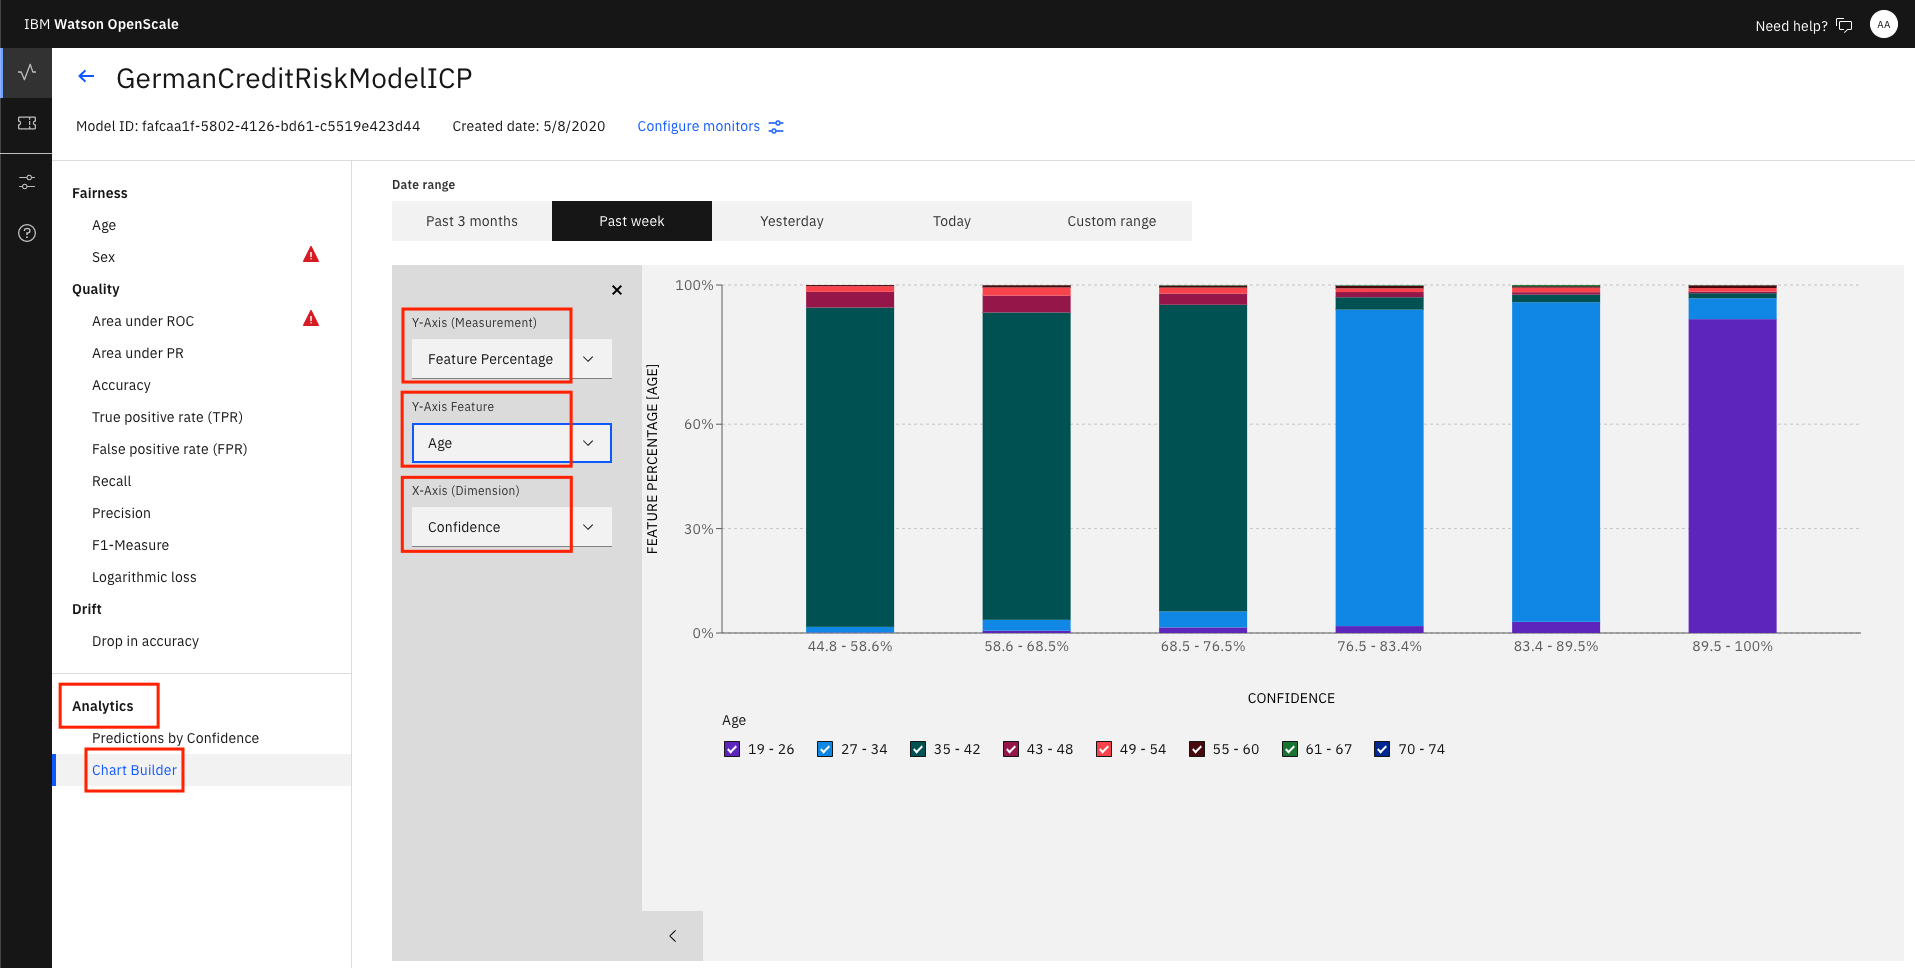 IBM Watson OpenScale
Need help?
AA
GermanCreditRiskModelICP
Model ID: fafcaa1f-5802-4126-bd61-c5519e423d44
Created date: 5/8/2020
Configure monitors
Fairness
Age
Sex
Quality
Area under ROC
Area under PR
Accuracy
True positive rate (TPR)
False positive rate (FPR)
Recall
Precision
F1-Measure
Logarithmic loss
Drift
Drop in accuracy
Analytics
Predictions by Confidence
Chart Builder
Date range
Past 3 months
Past week
Yesterday
Today
Custom range
Y-Axis (Measurement)
Feature Percentage
Y-Axis Feature
Age
X-Axis (Dimension)
Confidence
FEATURE PERCENTAGE [AGE]
100%
60%
30%
0%
44.8 - 58.6%
58.6 - 68.5%
68.5 - 76.5%
76.5 - 83.4%
83.4 - 89.5%
89.5 - 100%
CONFIDENCE
Age
19 - 26
27 - 34
35 - 42
43 - 48
49 - 54
55 - 60
61 - 67
70 - 74